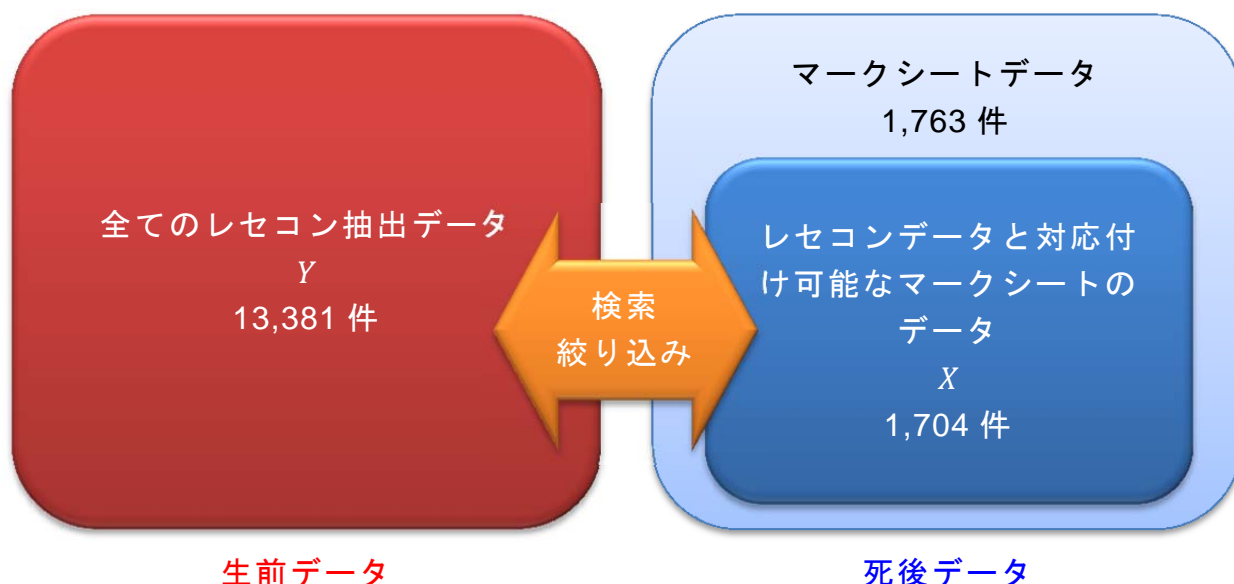 全てのレセコン抽出データ
Y
13,381 件
検索
絞り込み
マークシートデータ
1,763 件
レセコンデータと対応付
け可能なマークシートの
データ
X
1,704 件
生前データ
死後データ